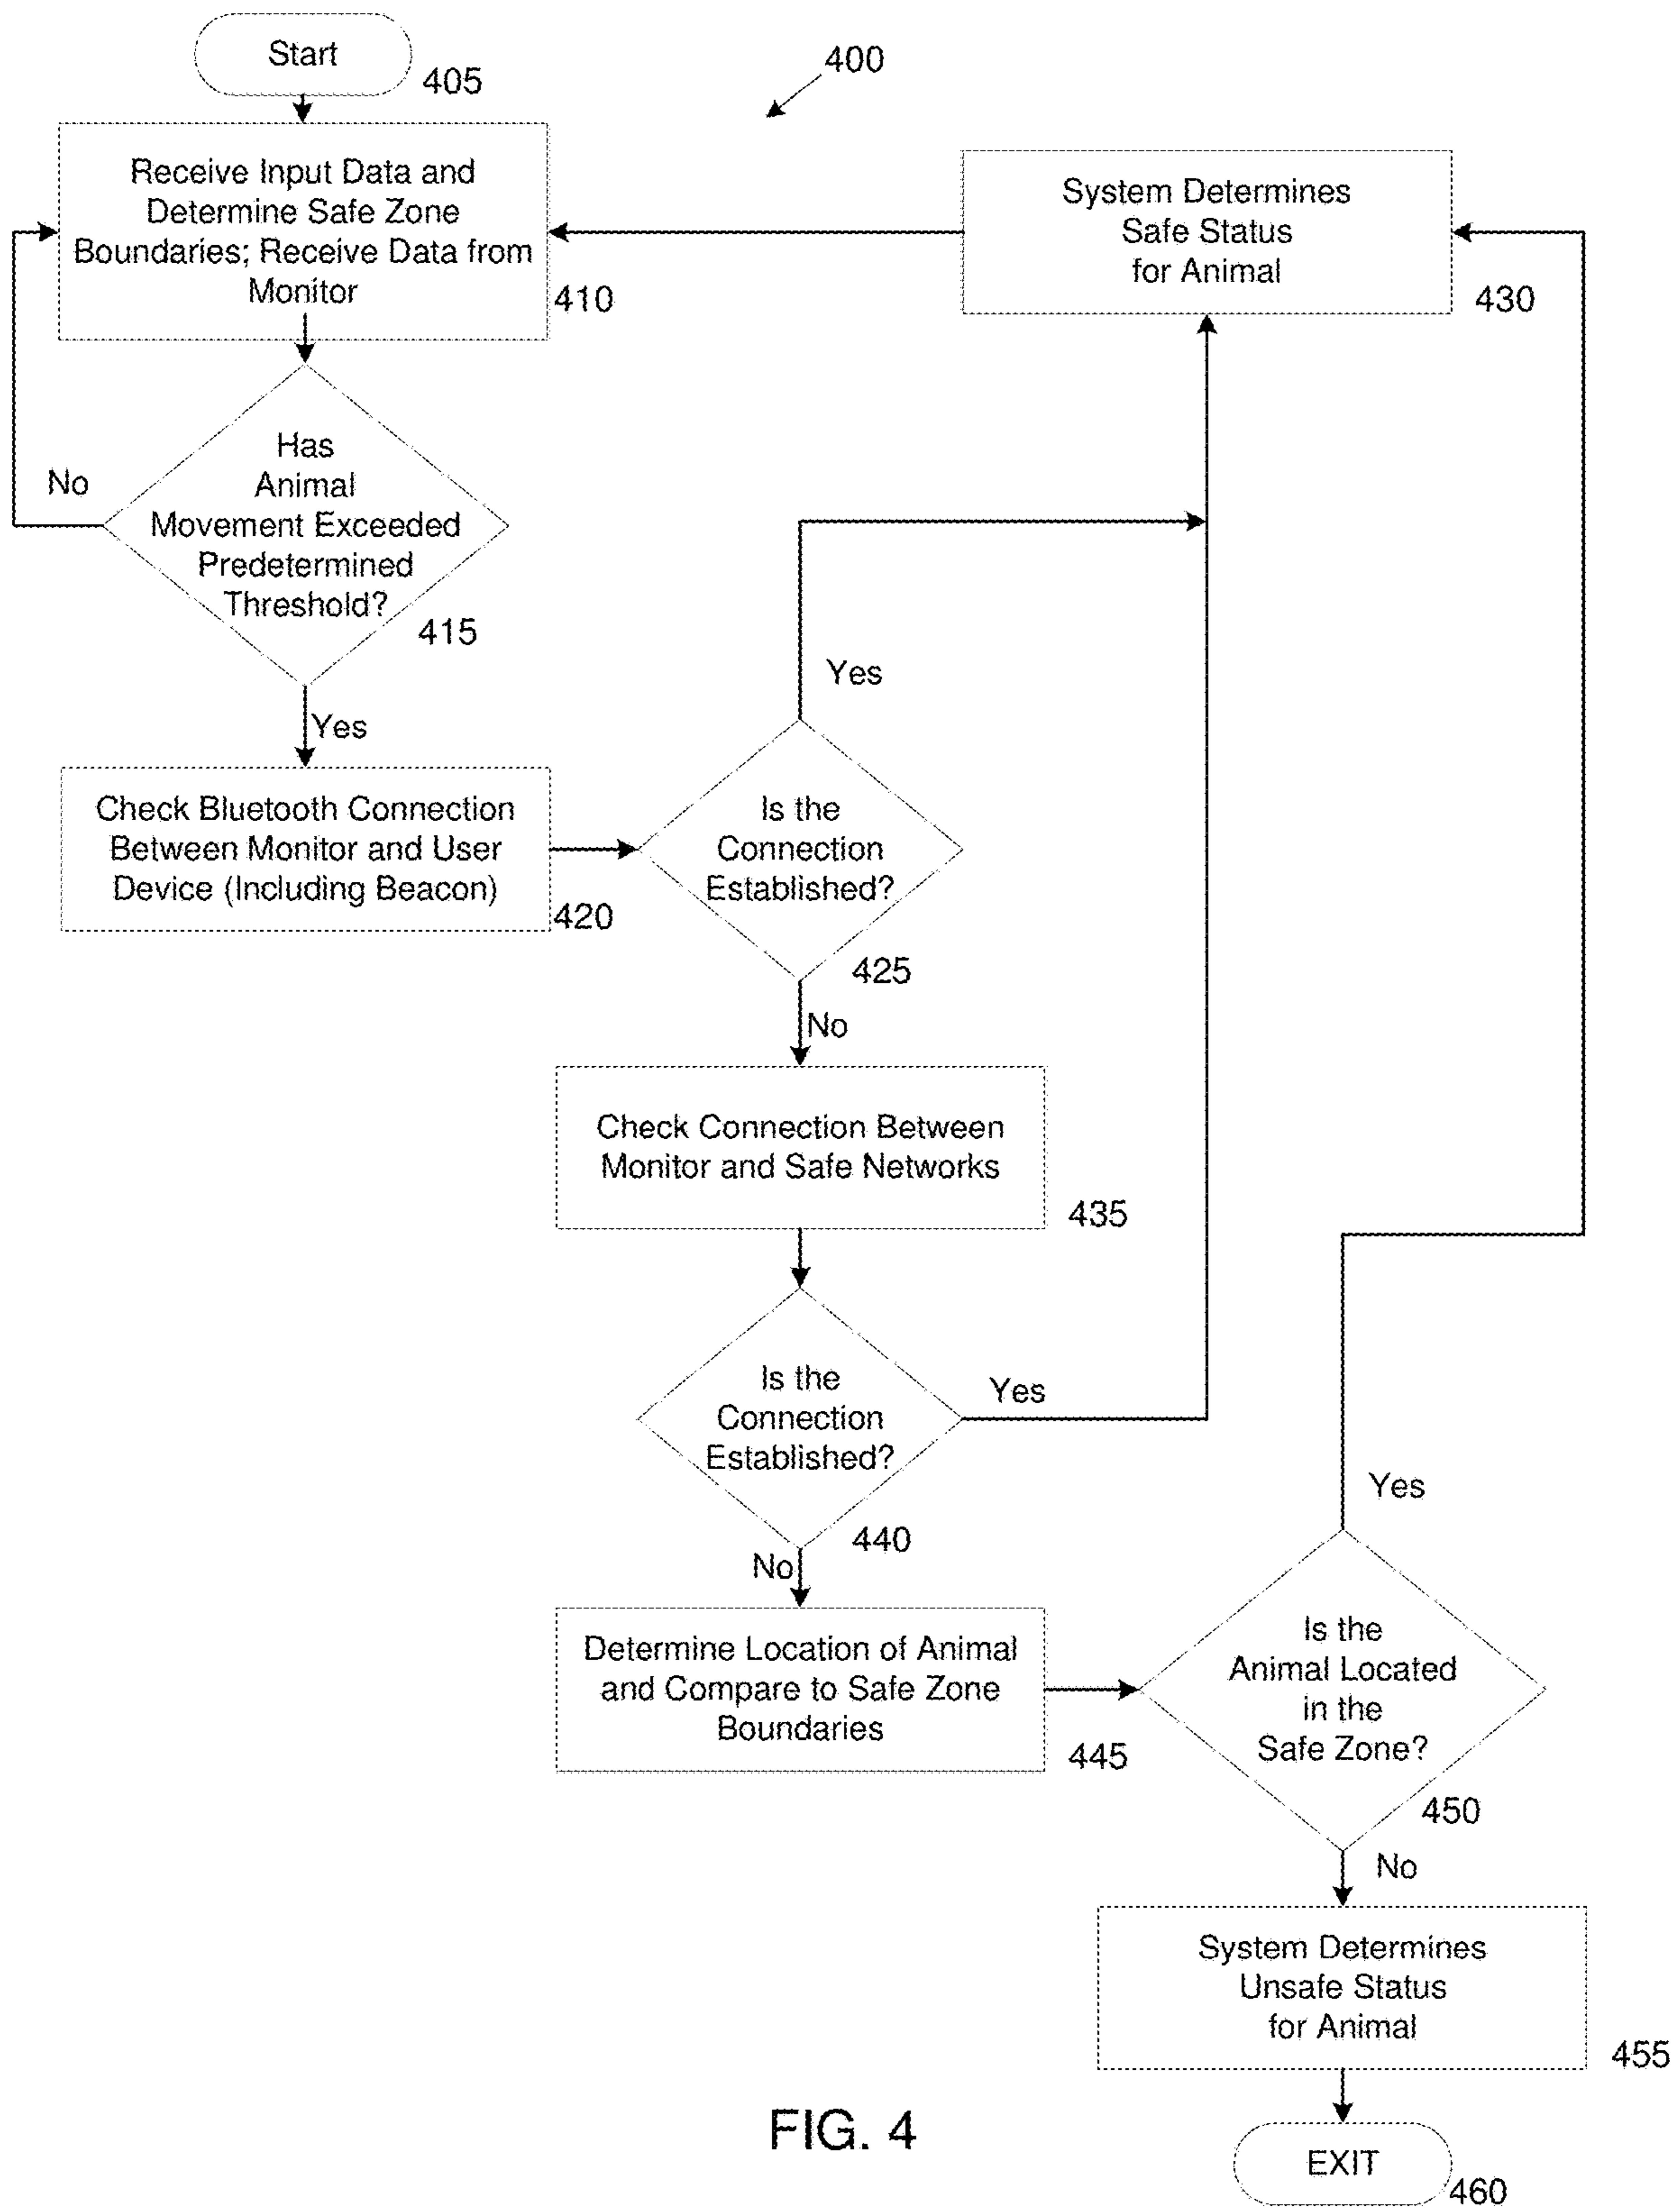 Start
405
400
Receive Input Data and
Determine Safe Zone
Boundaries; Receive Data from
Monitor
410
System Determines
Safe Status
for Animal
430
Has
Animal
Movement Exceeded
Predetermined
Threshold?
415
No
Yes
Check Bluetooth Connection
Between Monitor and User
Device (Including Beacon)
420
Is the
Connection
Established?
425
Yes
No
Check Connection Between
Monitor and Safe Networks
435
Is the
Connection
Established?
440
Yes
No
Determine Location of Animal
and Compare to Safe Zone
Boundaries
445
Is the
Animal Located
in the
Safe Zone?
450
Yes
No
System Determines
Unsafe Status
for Animal
455
EXIT
460
FIG. 4